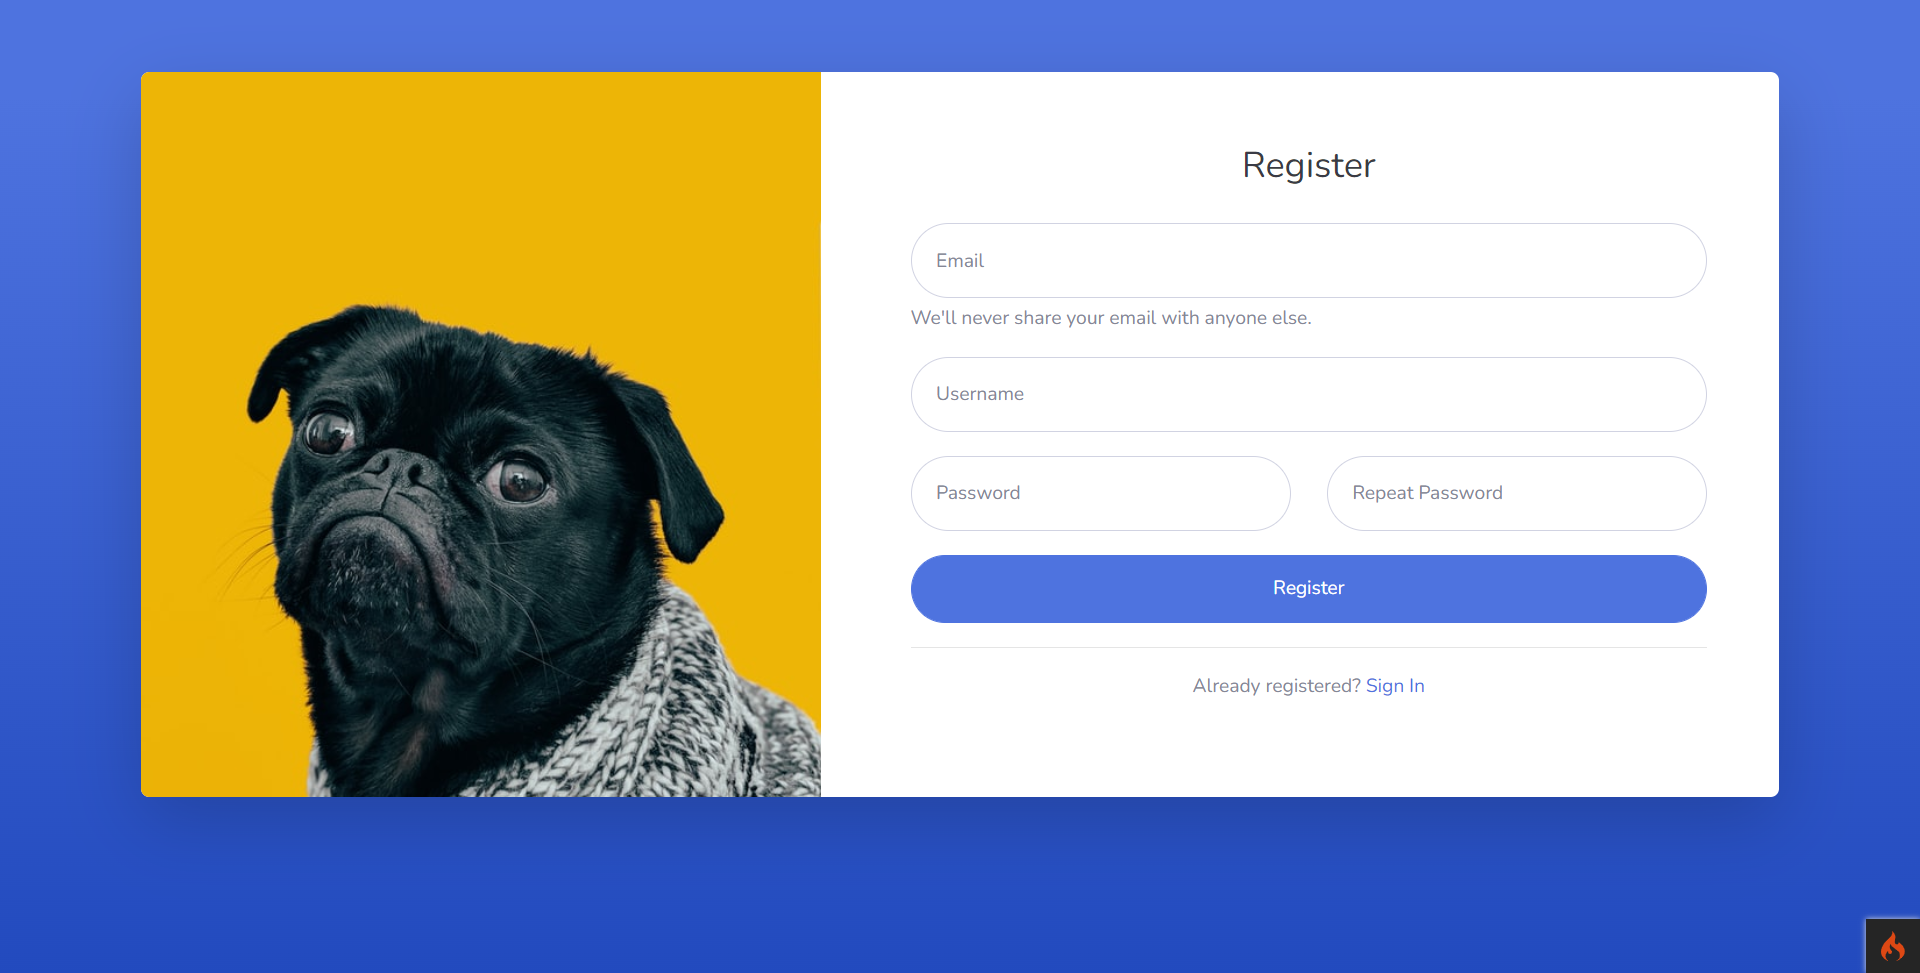 Register
Email
We'll never share your email with anyone else.
Username
Password
Repeat Password
Register
Already registered? Sign In